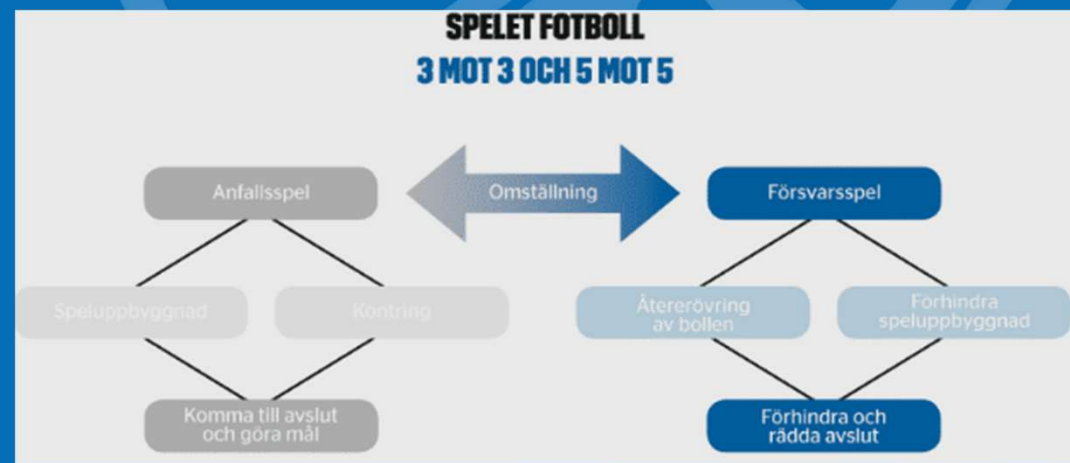 SPELET FOTBOLL
3 MOT 3 OCH 5 MOT 5
Anfallsspel
Omställning
Försvarsspel
Speluppbyggnad
Kontring
Återerövring
av bollen
Förhindra
speluppbyggnad
Komma till avslut
och göra mål
Förhindra och
rädda avslut